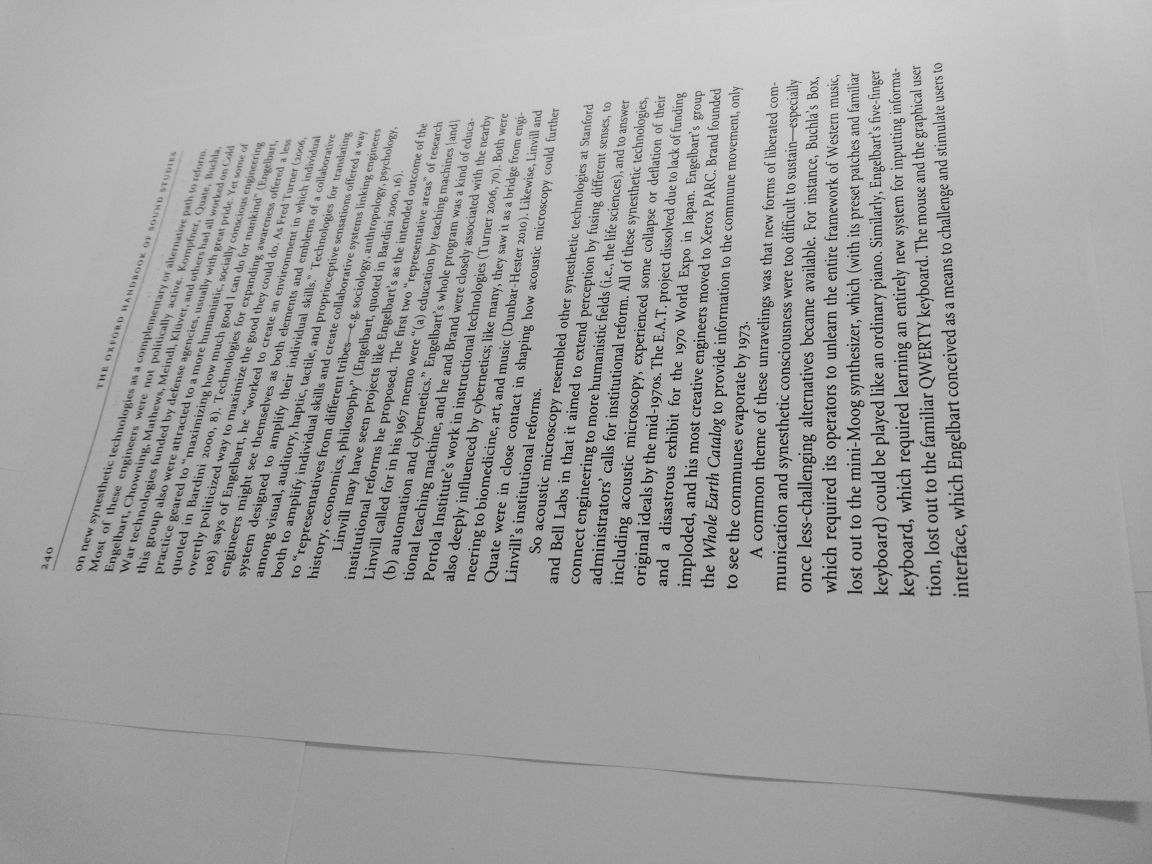 240
THE OXFORD HANDBOOK OF SOUND STUDIES
on new synesthetic technologies as a complementary or alternative path to reform.
Most of these engineers were not politically active. Kompfner, Quate, Buchla,
Engelbart, Chowning, Mathews, Meindl, Klüver, and others had all worked on Cold
War technologies funded by defense agencies, usually with great pride. Yet some of
this group also were attracted to a more humanistic, socially conscious engineering
practice geared to "maximizing how much good I can do for mankind" (Engelbart,
quoted in Bardini 2000, 8). Technologies for expanding awareness offered a less
overtly politicized way to maximize the good they could do. As Fred Turner (2006,
108) says of Engelbart, he "worked to create an environment in which individual
engineers might see themselves as both elements and emblems of a collaborative
system designed to amplify their individual skills." Technologies for translating
among visual, auditory, haptic, tactile, and proprioceptive sensations offered a way
both to amplify individual skills and create collaborative systems linking engineers
to "representatives from different tribes—e.g. sociology, anthropology, psychology,
history, economics, philosophy" (Engelbart, quoted in Bardini 2000, 16).
Linvill may have seen projects like Engelbart's as the intended outcome of the
institutional reforms he proposed. The first two "representative areas" of research
Linvill called for in his 1967 memo were "(a) education by teaching machines [and]
(b) automation and cybernetics." Engelbart's whole program was a kind of educa-
tional teaching machine, and he and Brand were closely associated with the nearby
Portola Institute's work in instructional technologies (Turner 2006, 70). Both were
also deeply influenced by cybernetics; like many, they saw it as a bridge from engi-
neering to biomedicine, art, and music (Dunbar-Hester 2010). Likewise, Linvill and
Quate were in close contact in shaping how acoustic microscopy could further
Linvill's institutional reforms.
So acoustic microscopy resembled other synesthetic technologies at Stanford
and Bell Labs in that it aimed to extend perception by fusing different senses, to
connect engineering to more humanistic fields (i.e., the life sciences), and to answer
administrators' calls for institutional reform. All of these synesthetic technologies,
including acoustic microscopy, experienced some collapse or deflation of their
original ideals by the mid-1970s. The E.A.T. project dissolved due to lack of funding
and a disastrous exhibit for the 1970 World Expo in Japan. Engelbart's group
imploded, and his most creative engineers moved to Xerox PARC. Brand founded
the Whole Earth Catalog to provide information to the commune movement, only
to see the communes evaporate by 1973.
A common theme of these unravelings was that new forms of liberated com-
munication and synesthetic consciousness were too difficult to sustain—especially
once less-challenging alternatives became available. For instance, Buchla's Box,
which required its operators to unlearn the entire framework of Western music,
lost out to the mini-Moog synthesizer, which (with its preset patches and familiar
keyboard) could be played like an ordinary piano. Similarly, Engelbart's five-finger
keyboard, which required learning an entirely new system for inputing informa-
tion, lost out to the familiar QWERTY keyboard. The mouse and the graphical user
interface, which Engelbart conceived as a means to challenge and stimulate users to